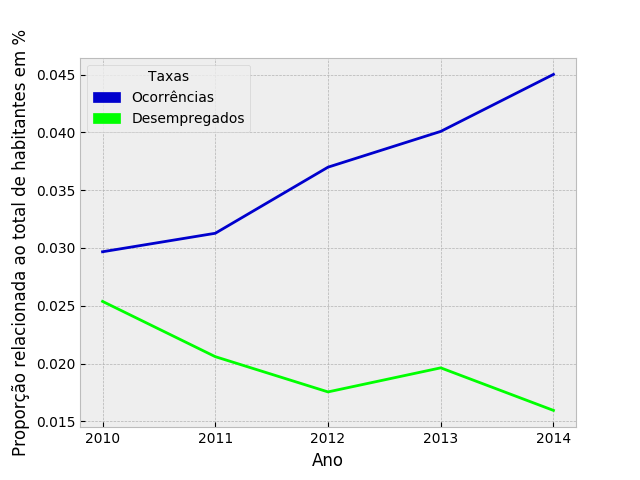 Proporção relacionada ao total de habitantes em %
0.045
0.040
0.035
0.030
0.025
0.020
0.015
Taxas
Ocorrências
Desempregados
2010 2011 2012 2013 2014
Ano